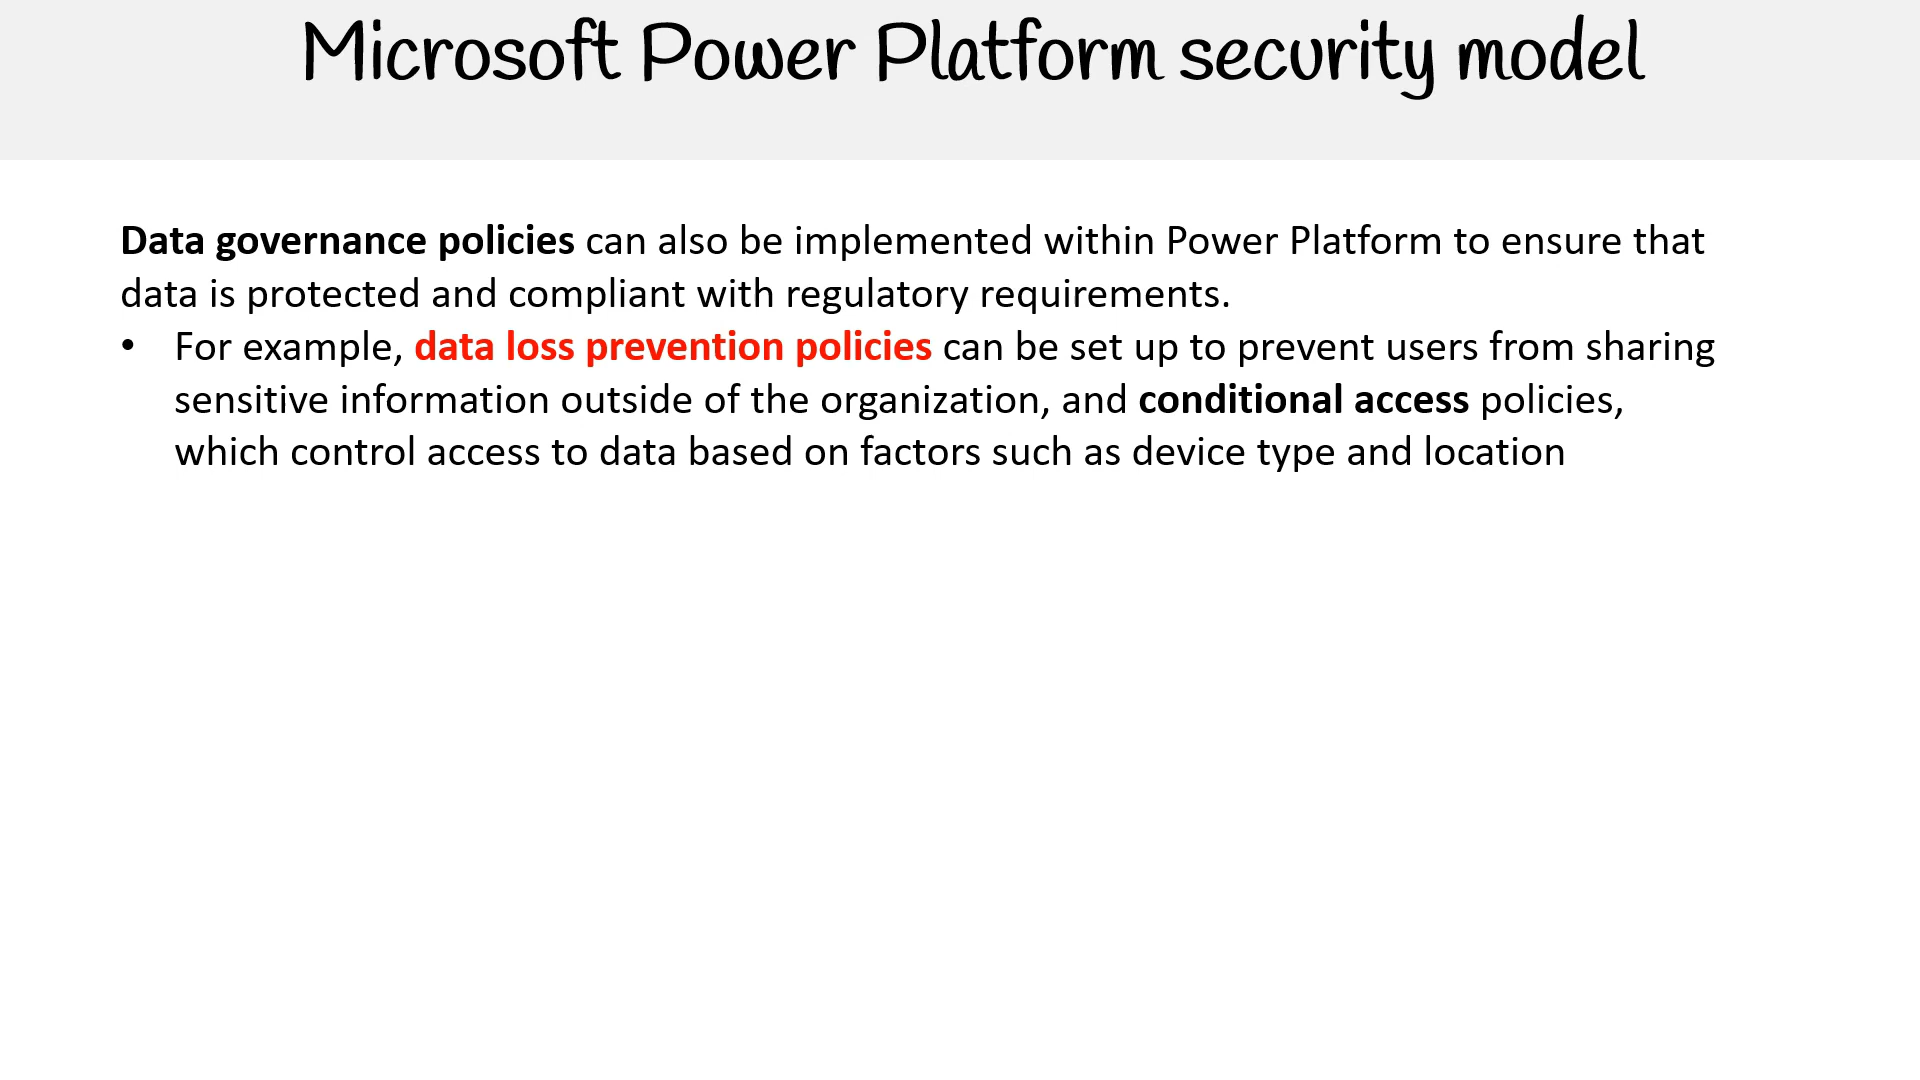 Microsoft Power Platform security model
Data governance policies can also be implemented within Power Platform to ensure that
data is protected and compliant with regulatory requirements.
• For example, data loss prevention policies can be set up to prevent users from sharing
sensitive information outside of the organization, and conditional access policies,
which control access to data based on factors such as device type and location